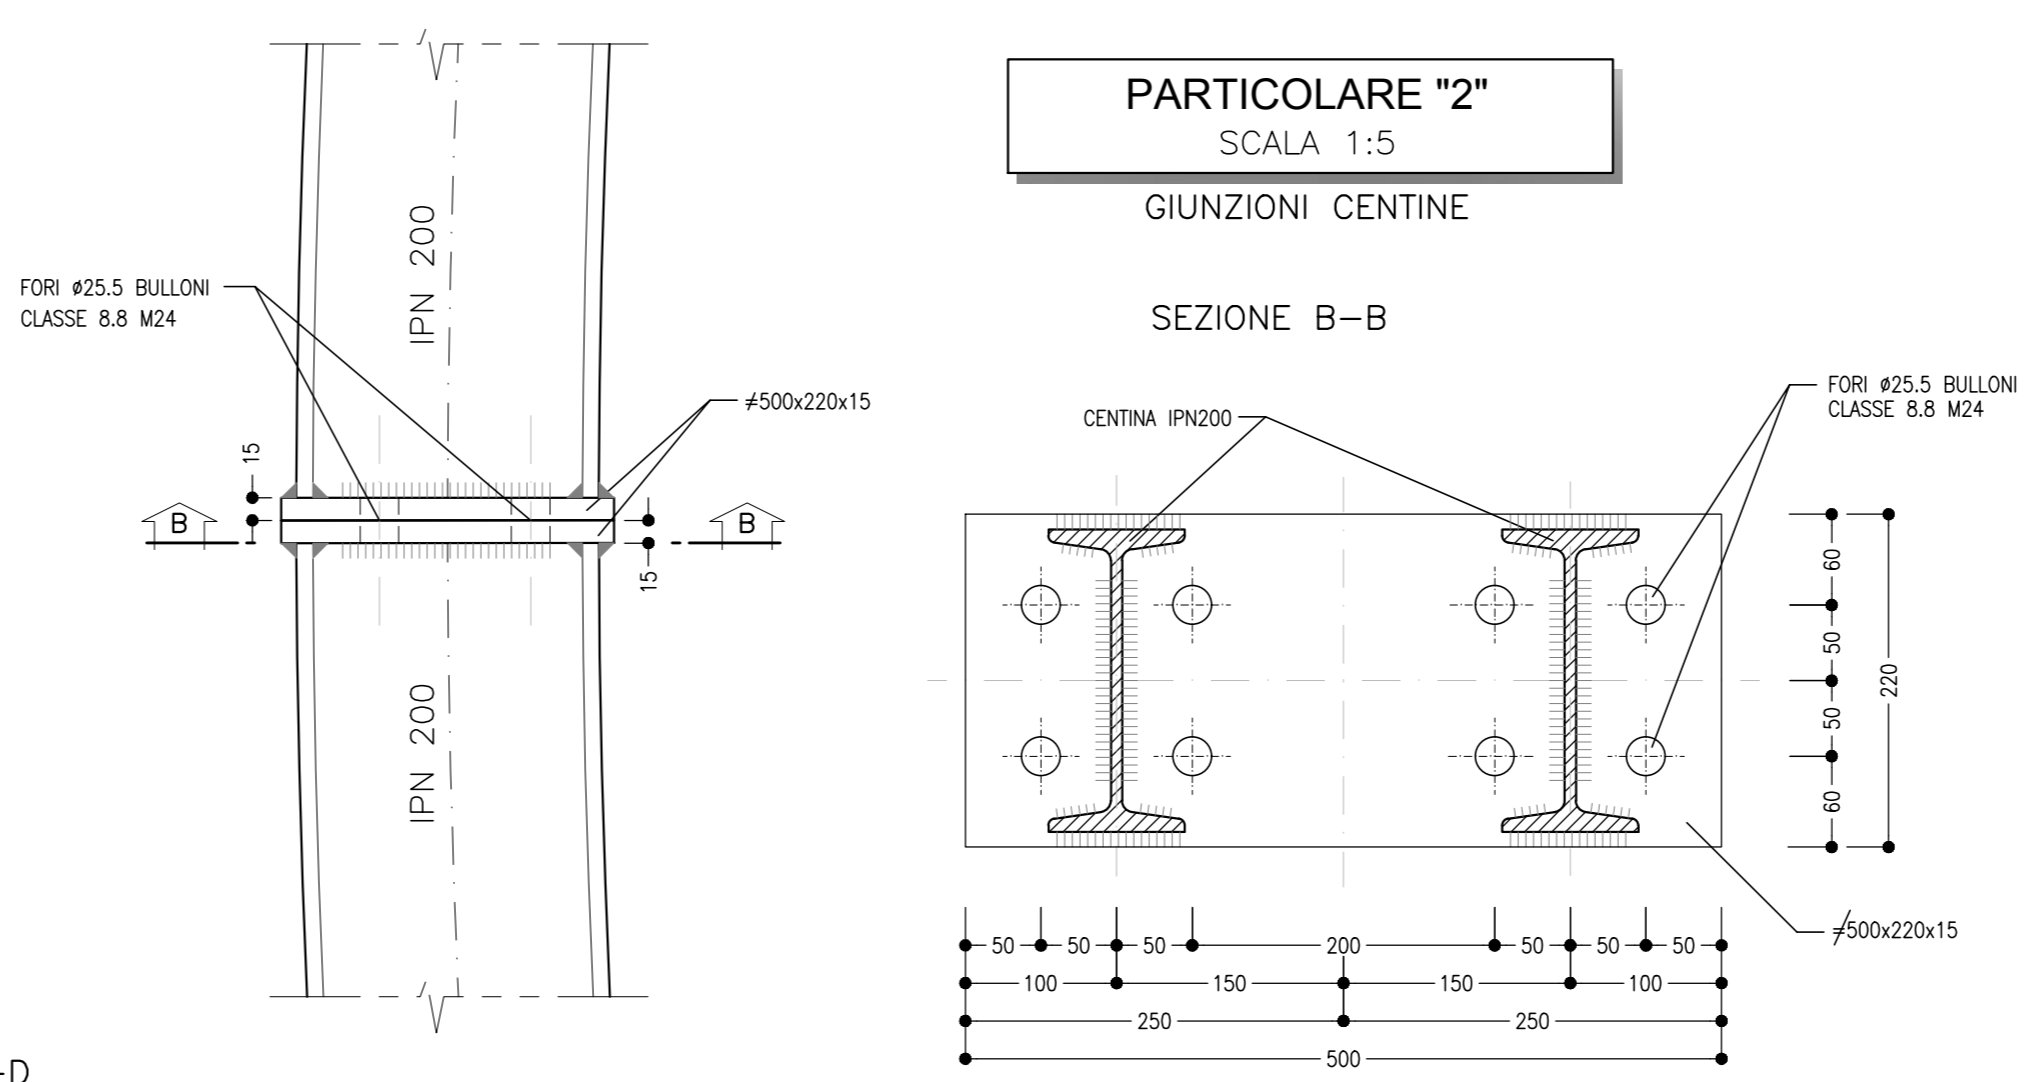 PARTICOLARE "2"
SCALA 1:5
GIUNZIONI CENTINE
SEZIONE B-B
IPN 200
FORI ø25.5 BULLONI
CLASSE 8.8 M24
≠500x220x15
15
B
B
15
IPN 200
CENTINA IPN200
FORI ø25.5 BULLONI
CLASSE 8.8 M24
60
50
50
60
220
≠500x220x15
50 50 50 200 50 50 50
100 150 150 100
250 250
500
-D